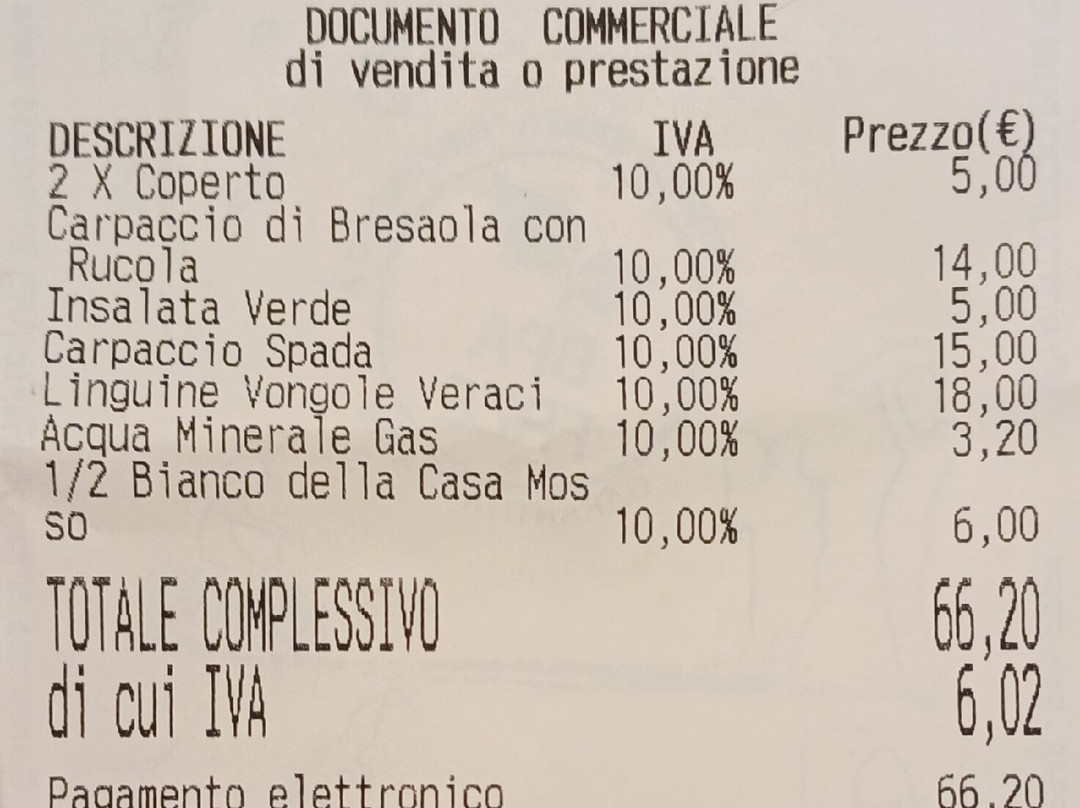 DOCUMENTO COMMERCIALE
di vendita o prestazione
DESCRIZIONE IVA Prezzo(€)
2 X Coperto 10,00% 5,00
Carpaccio di Bresaola con
Rucola 10,00% 14,00
Insalata Verde 10,00% 5,00
Carpaccio Spada 10,00% 15,00
Linguine Vongole Veraci 10,00% 18,00
Acqua Minerale Gas 10,00% 3,20
1/2 Bianco della Casa Mos
so 10,00% 6,00
TOTALE COMPLESSIVO 66,20
di cui IVA 6,02
Pagamento elettronico 66,20